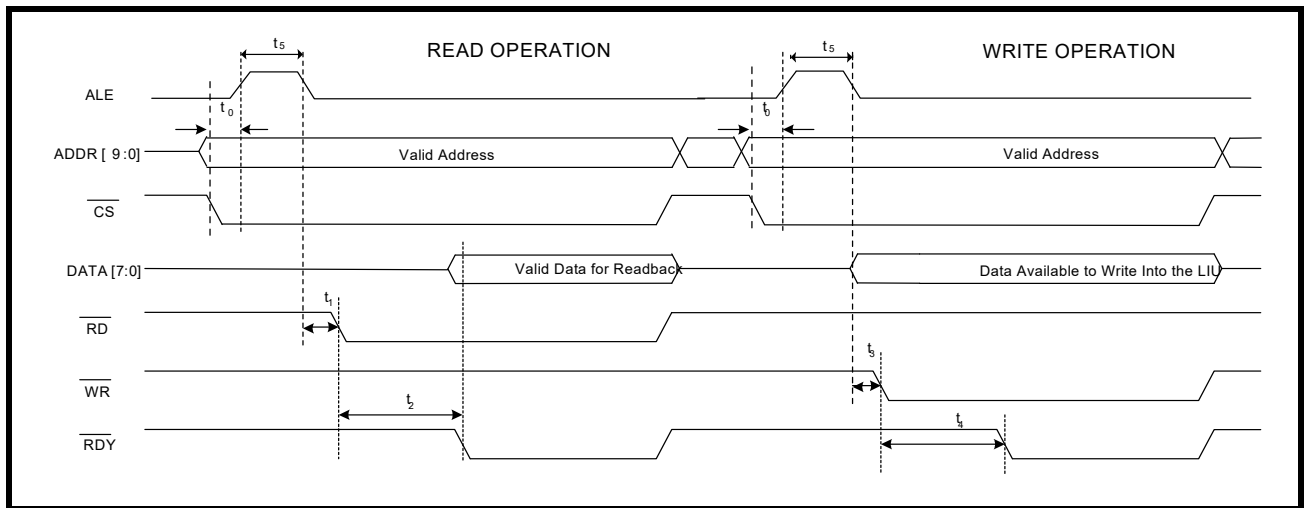 READ OPERATION
WRITE OPERATION
t5
t5
ALE
t0
t0
ADDR [ 9:0]
Valid Address
Valid Address
CS
DATA [7:0]
Valid Data for Readback
Data Available to Write Into the LIU
t1
RD
t3
WR
t2
t4
RDY